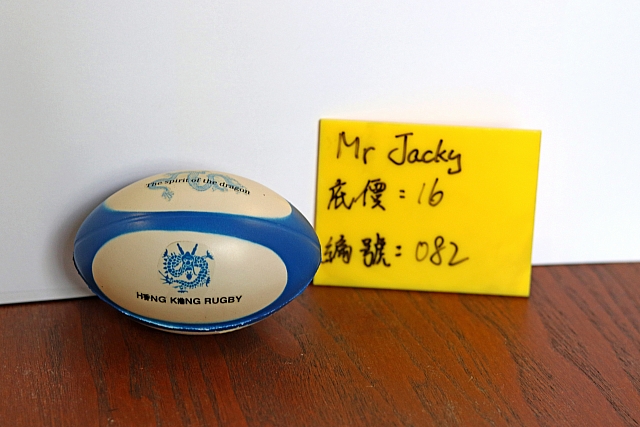 The spirit of the dragon
HONG KONG RUGBY
Mr Jacky
底價：16
編號：082